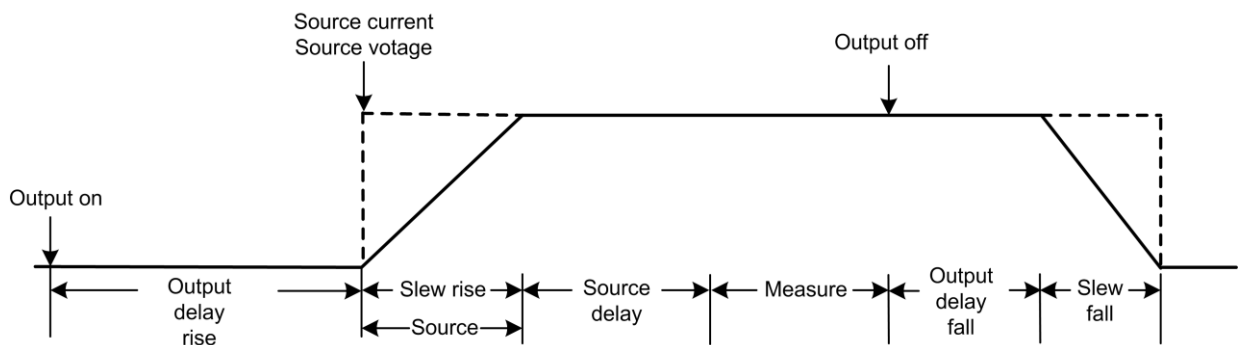 Source current
Source votage
Output off
Output on
Output
delay
rise
Slew rise
Source
Source
delay
Measure
Output
delay
fall
Slew
fall